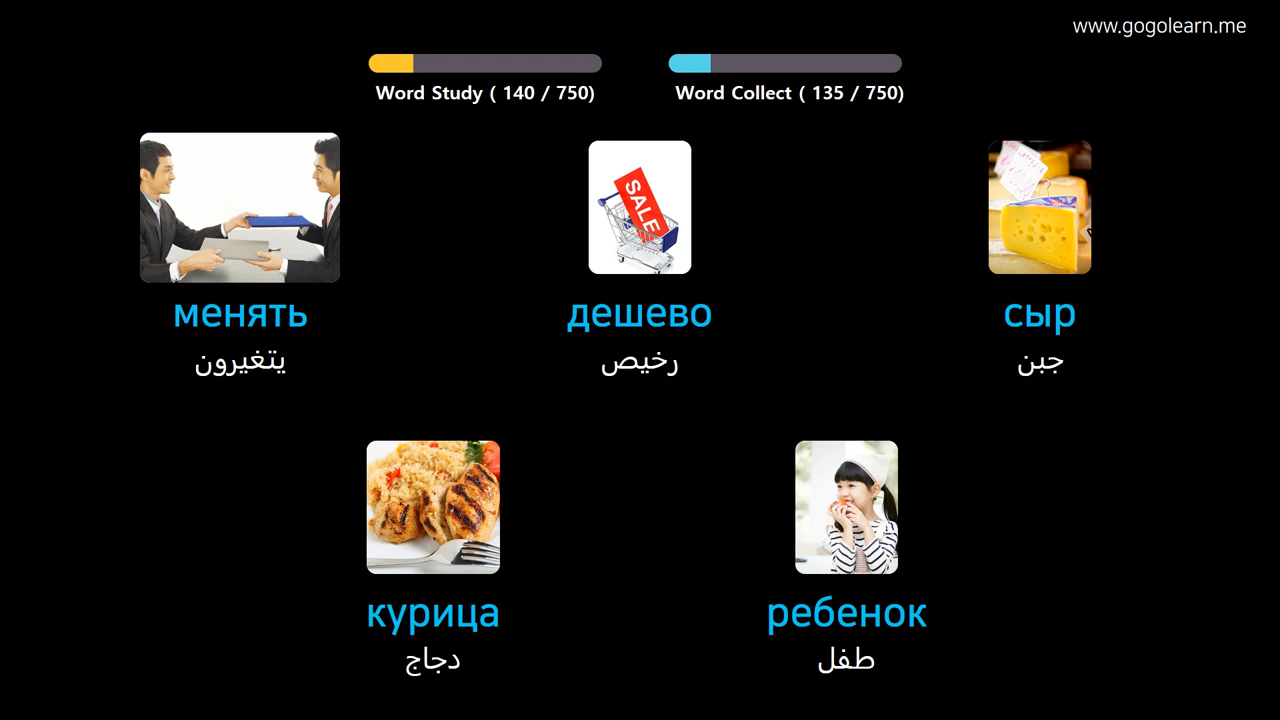 www.gogolearn.me
Word Study ( 140 / 750)
Word Collect ( 135 / 750)
SALE
менять
дешево
сыр
يتغيرون
رخيص
جبن
курица
ребенок
دجاج
طفل